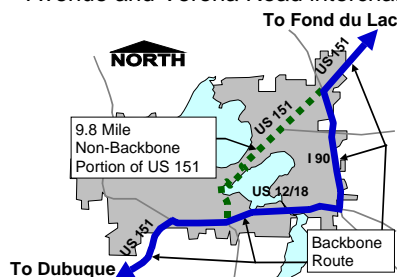 Avenue and Verona Road Interchan
To Fond du Lac
NORTH
US 151
9.8 Mile
Non-Backbone
Portion of US 151
US 151
I 90
US 12/18
US 151
Backbone
Route
To Dubuque